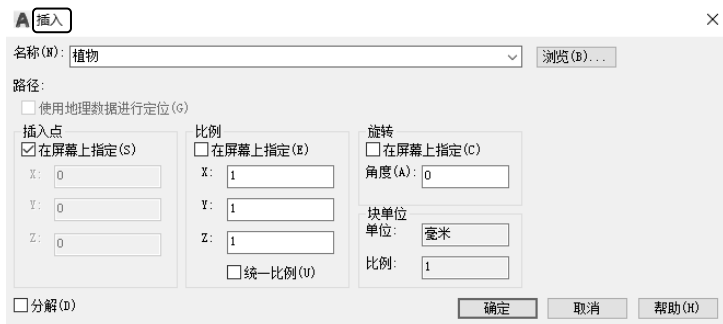 插入
名称(N): 植物 浏览(B)...
路径:
使用地理数据进行定位(G)
插入点 比例 旋转
在屏幕上指定(S) 在屏幕上指定(E) 在屏幕上指定(C)
X: 0 X: 1 角度(A): 0
Y: 0 Y: 1
块单位
单位: 毫米
Z: 0 Z: 1
比例: 1
统一比例(U)
分解(D) 确定 取消 帮助(H)